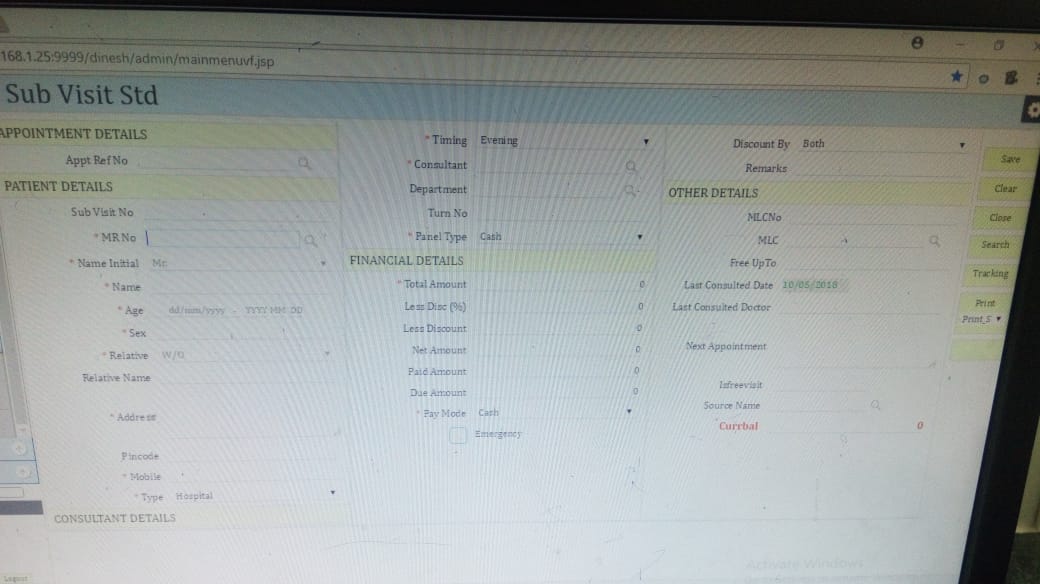 168.1.25:9999/dinesh/admin/mainmenuvf.jsp
Sub Visit Std
APPOINTMENT DETAILS
Appt Ref No
PATIENT DETAILS
Sub Visit No
* MR No
* Name Initial Mr.
* Name
* Age dd/mm/yyyy - YYYY MM DD
* Sex
* Relative W/O
Relative Name
* Address
Pincode
* Mobile
* Type Hospital
CONSULTANT DETAILS
* Timing Evening
* Consultant
Department
Turn No
* Panel Type Cash
FINANCIAL DETAILS
* Total Amount 0
Less Disc (%) 0
Less Discount 0
Net Amount 0
Paid Amount 0
Due Amount 0
* Pay Mode Cash
Emergency
Discount By Both
Remarks
OTHER DETAILS
MLCNo
MLC
Free UpTo
Last Consulted Date 10/05/2018
Last Consulted Doctor
Next Appointment
Isfreevisit
Source Name
Currbal 0
Save
Clear
Close
Search
Tracking
Print
Print_S
Logout
Activate Windows